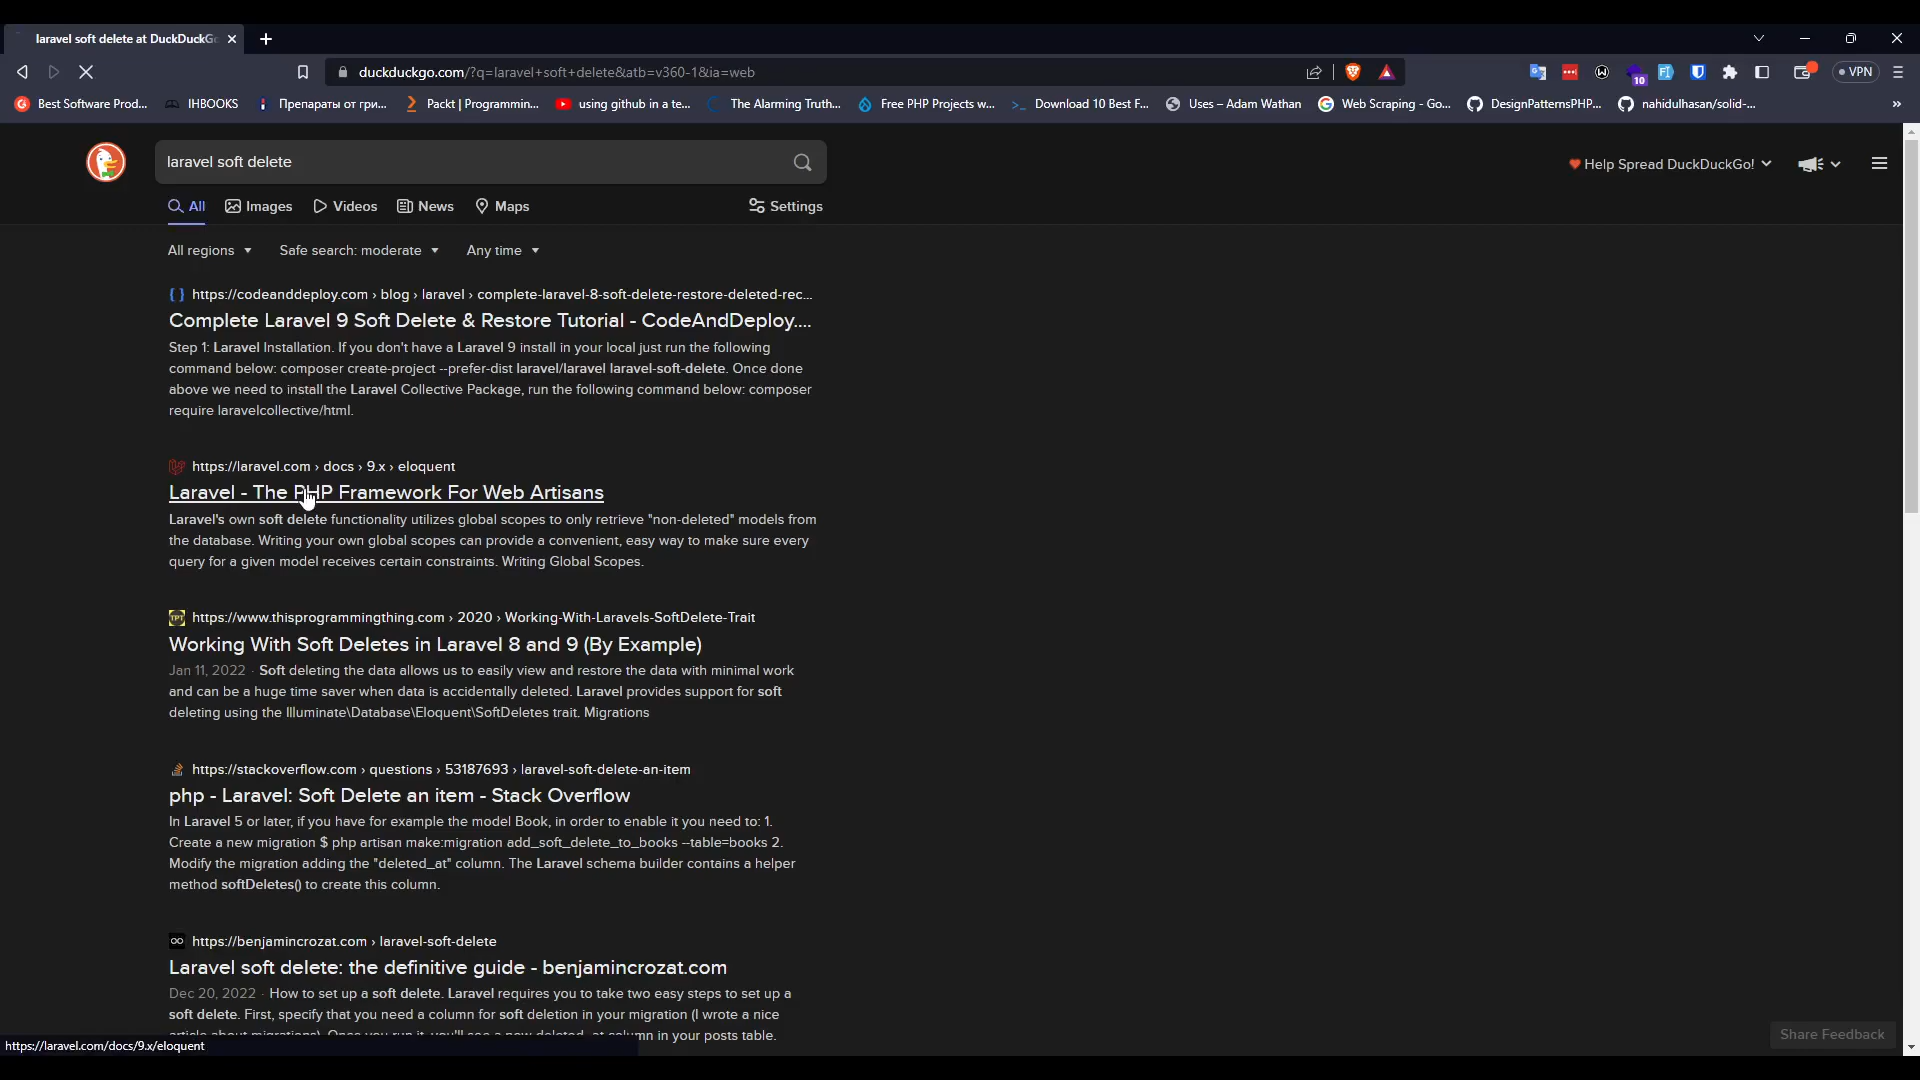 laravel soft delete at DuckDuckG
duckduckgo.com/?q=laravel+soft+delete&atb=v360-1&ia=web
10
VPN
Best Software Prod...
IHBOOKS
Препараты от гри...
Packt | Programmin...
using github in a te...
The Alarming Truth...
Free PHP Projects w...
Download 10 Best F...
Uses – Adam Wathan
Web Scraping - Go...
DesignPatternsPHP...
nahidulhasan/solid-...
laravel soft delete
Help Spread DuckDuckGo!
All
Images
Videos
News
Maps
Settings
All regions
Safe search: moderate
Any time
https://codeanddeploy.com › blog › laravel › complete-laravel-8-soft-delete-restore-deleted-rec...
Complete Laravel 9 Soft Delete & Restore Tutorial - CodeAndDeploy....
Step 1: Laravel Installation. If you don't have a Laravel 9 install in your local just run the following
command below: composer create-project --prefer-dist laravel/laravel laravel-soft-delete. Once done
above we need to install the Laravel Collective Package, run the following command below: composer
require laravelcollective/html.
https://laravel.com › docs › 9.x › eloquent
Laravel - The PHP Framework For Web Artisans
Laravel's own soft delete functionality utilizes global scopes to only retrieve "non-deleted" models from
the database. Writing your own global scopes can provide a convenient, easy way to make sure every
query for a given model receives certain constraints. Writing Global Scopes.
TPT
https://www.thisprogrammingthing.com › 2020 › Working-With-Laravels-SoftDelete-Trait
Working With Soft Deletes in Laravel 8 and 9 (By Example)
Jan 11, 2022 · Soft deleting the data allows us to easily view and restore the data with minimal work
and can be a huge time saver when data is accidentally deleted. Laravel provides support for soft
deleting using the Illuminate\Database\Eloquent\SoftDeletes trait. Migrations
https://stackoverflow.com › questions › 53187693 › laravel-soft-delete-an-item
php - Laravel: Soft Delete an item - Stack Overflow
In Laravel 5 or later, if you have for example the model Book, in order to enable it you need to: 1.
Create a new migration $ php artisan make:migration add_soft_delete_to_books --table=books 2.
Modify the migration adding the "deleted_at" column. The Laravel schema builder contains a helper
method softDeletes() to create this column.
https://benjamincrozat.com › laravel-soft-delete
Laravel soft delete: the definitive guide - benjamincrozat.com
Dec 20, 2022 · How to set up a soft delete. Laravel requires you to take two easy steps to set up a
soft delete. First, specify that you need a column for soft deletion in your migration (I wrote a nice
article about migrations). Once you run it, you'll see a new deleted_at column in your posts table.
Share Feedback
https://laravel.com/docs/9.x/eloquent